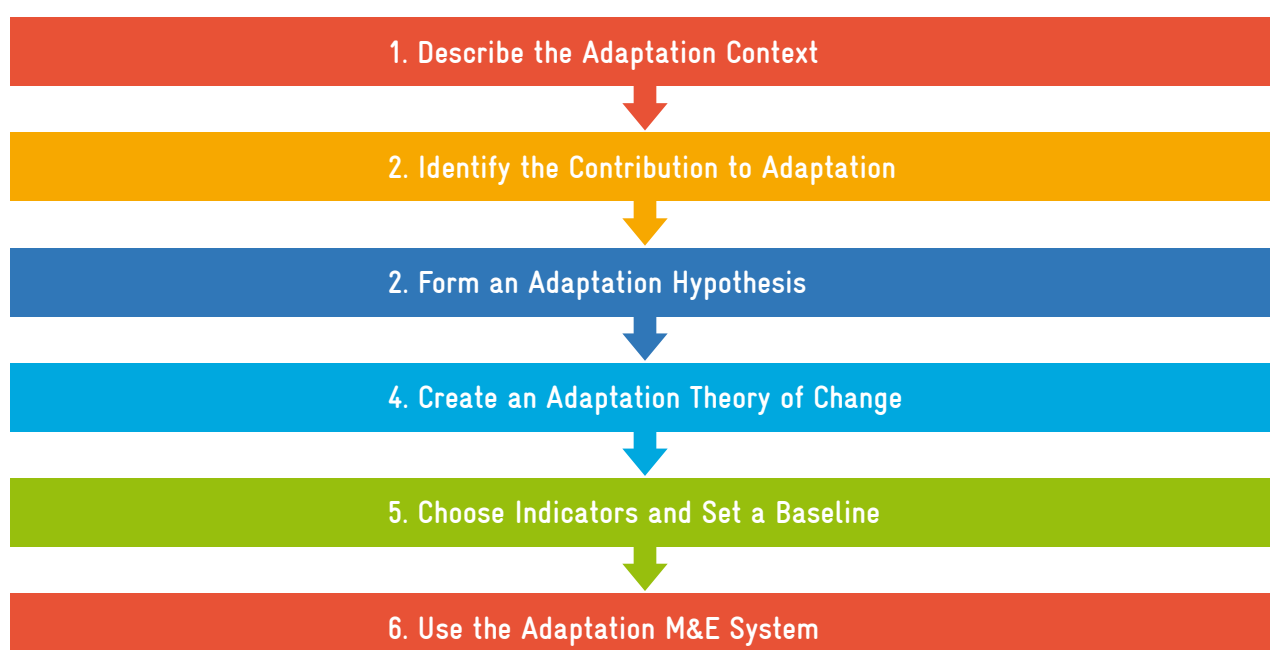 1. Describe the Adaptation Context
2. Identify the Contribution to Adaptation
2. Form an Adaptation Hypothesis
4. Create an Adaptation Theory of Change
5. Choose Indicators and Set a Baseline
6. Use the Adaptation M&E System